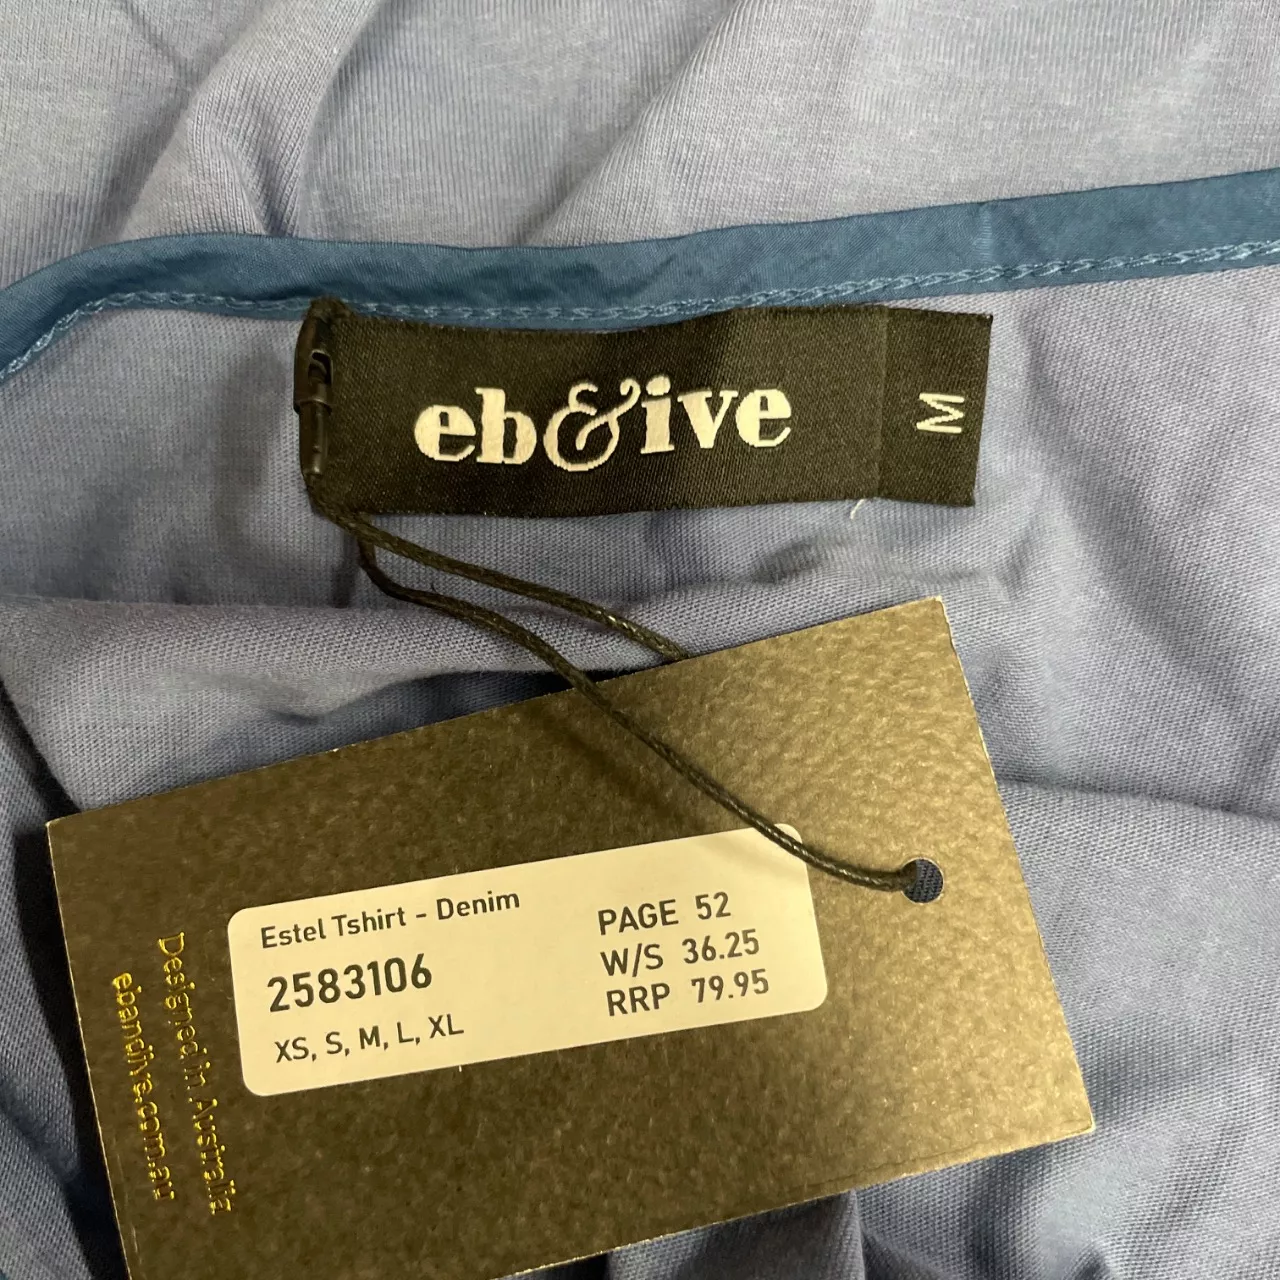 eb&ive
M
Estel Tshirt - Denim
2583106
XS, S, M, L, XL
PAGE 52
W/S 36.25
RRP 79.95
Designed in Australia
ebandive.com.au